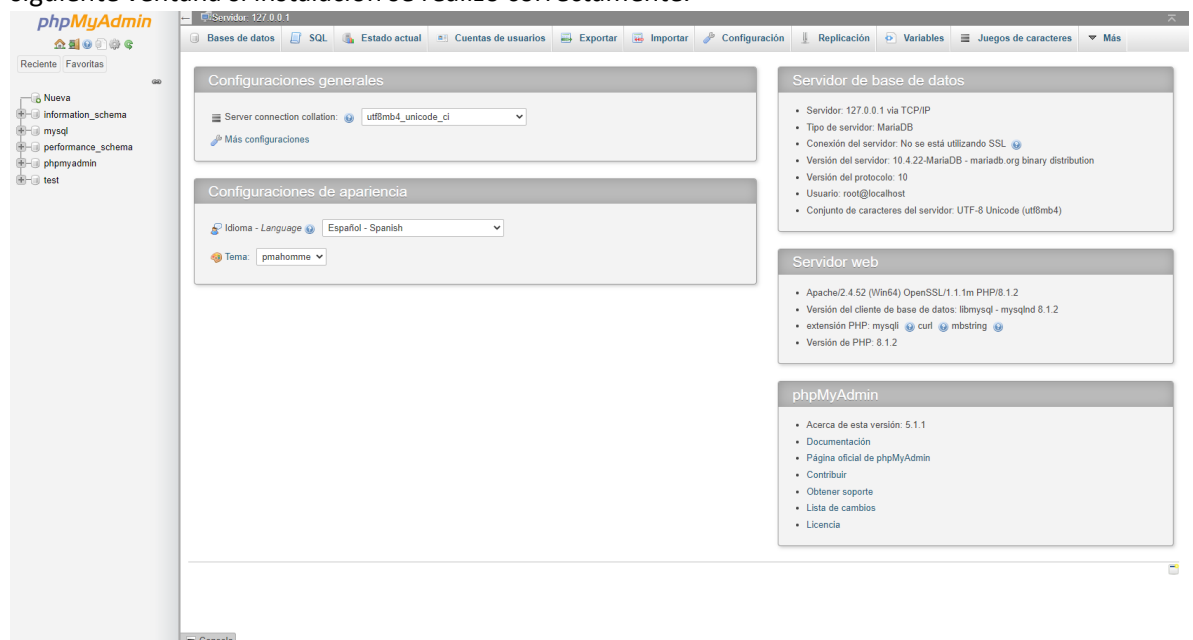 siguiente ventana si instalación se realizó correctamente.
phpMyAdmin
Reciente Favoritas
Nueva
information_schema
mysql
performance_schema
phpmyadmin
test
Servidor: 127.0.0.1
Bases de datos SQL Estado actual Cuentas de usuarios Exportar Importar Configuración Replicación Variables Juegos de caracteres Más
Configuraciones generales
Server connection collation: utf8mb4_unicode_ci
Más configuraciones
Configuraciones de apariencia
Idioma - Language Español - Spanish
Tema: pmahomme
Servidor de base de datos
• Servidor: 127.0.0.1 via TCP/IP
• Tipo de servidor: MariaDB
• Conexión del servidor: No se está utilizando SSL
• Versión del servidor: 10.4.22-MariaDB - mariadb.org binary distribution
• Versión del protocolo: 10
• Usuario: root@localhost
• Conjunto de caracteres del servidor: UTF-8 Unicode (utf8mb4)
Servidor web
• Apache/2.4.52 (Win64) OpenSSL/1.1.1m PHP/8.1.2
• Versión del cliente de base de datos: libmysql - mysqlnd 8.1.2
• extensión PHP: mysqli curl mbstring
• Versión de PHP: 8.1.2
phpMyAdmin
• Acerca de esta versión: 5.1.1
• Documentación
• Página oficial de phpMyAdmin
• Contribuir
• Obtener soporte
• Lista de cambios
• Licencia
Consola